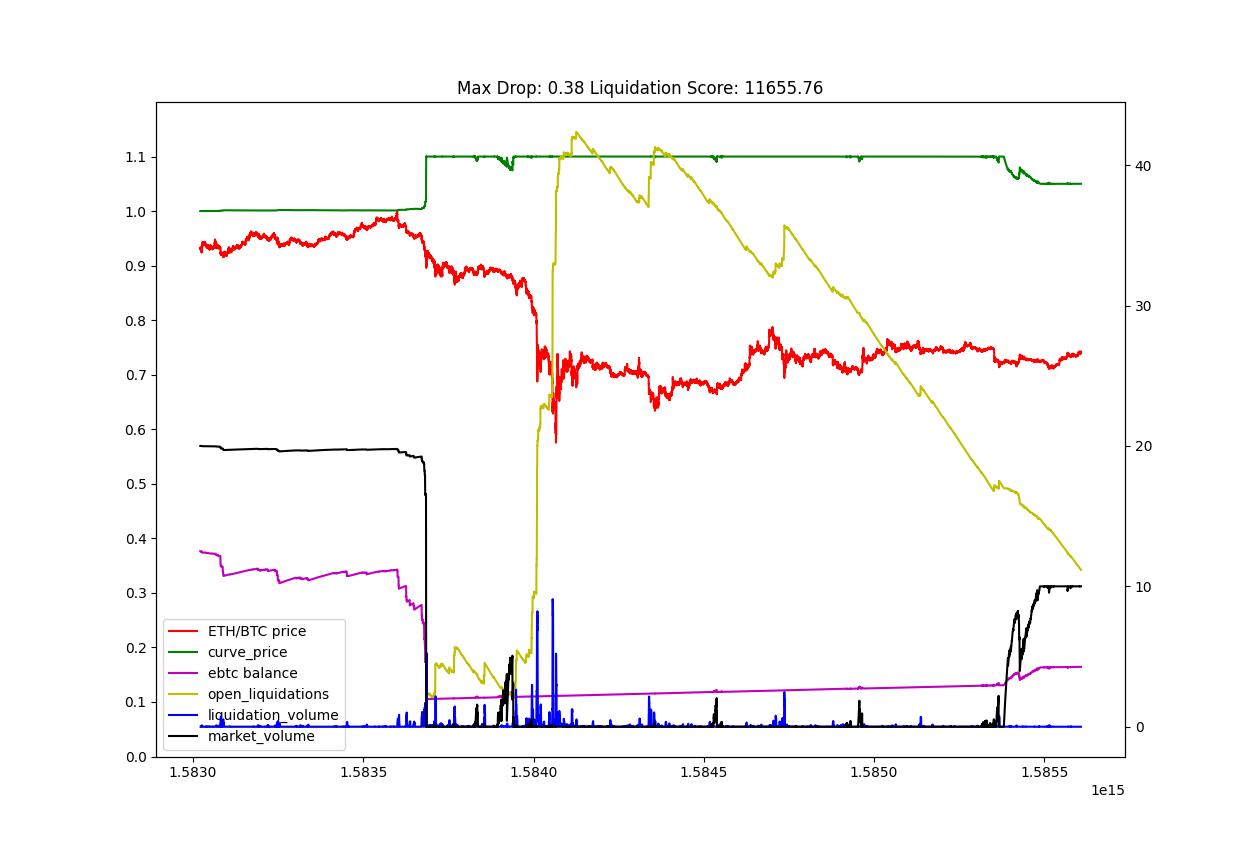 Max Drop: 0.38 Liquidation Score: 11655.76
1.1
1.0
0.9
0.8
0.7
0.6
0.5
0.4
0.3
0.2
0.1
0.0
40
30
20
10
0
ETH/BTC price
curve_price
ebtc balance
open_liquidations
liquidation_volume
market_volume
1.5830 1.5835 1.5840 1.5845 1.5850 1.5855
1e15